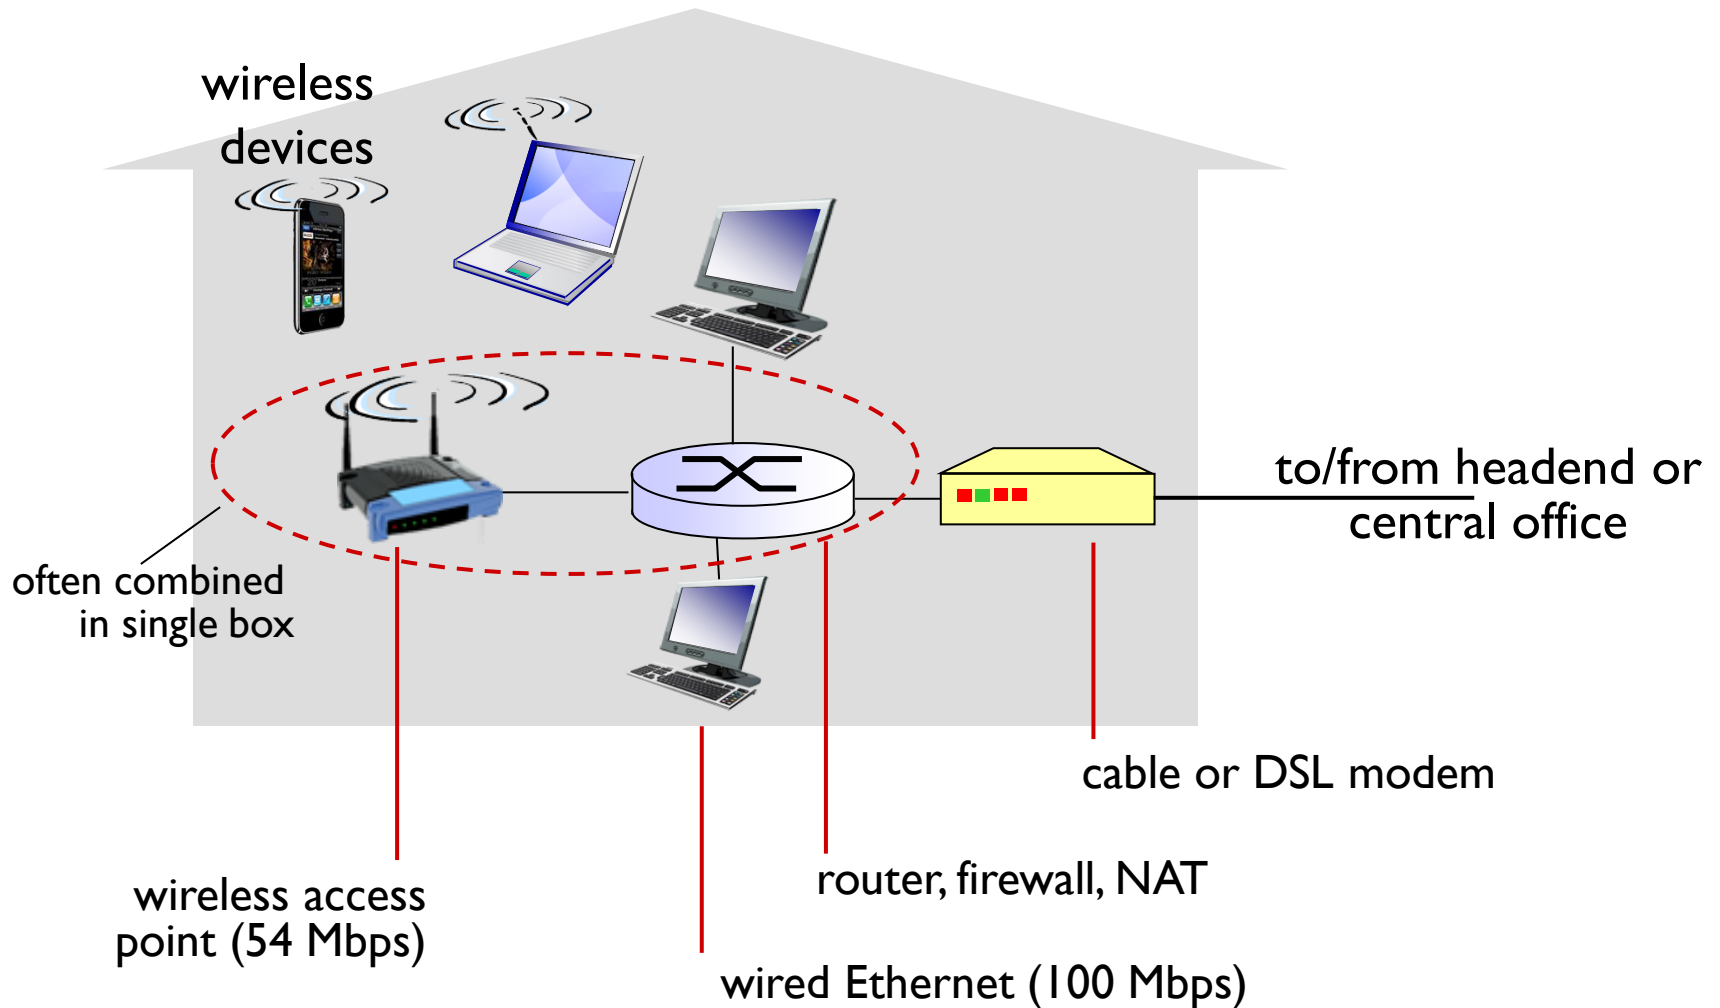 wireless
devices
to/from headend or
central office
often combined
in single box
cable or DSL modem
router, firewall, NAT
wireless access
point (54 Mbps)
wired Ethernet (100 Mbps)